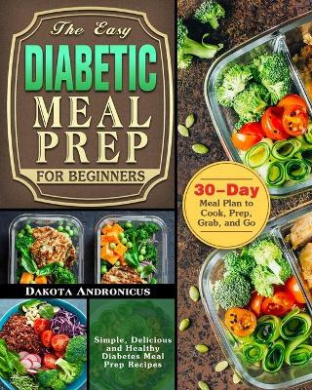 The Easy
DIABETIC
MEAL
PREP
FOR BEGINNERS
30-Day
Meal Plan to
Cook, Prep,
Grab, and Go
DAKOTA ANDRONICUS
Simple, Delicious
and Healthy
Diabetes Meal
Prep Recipes